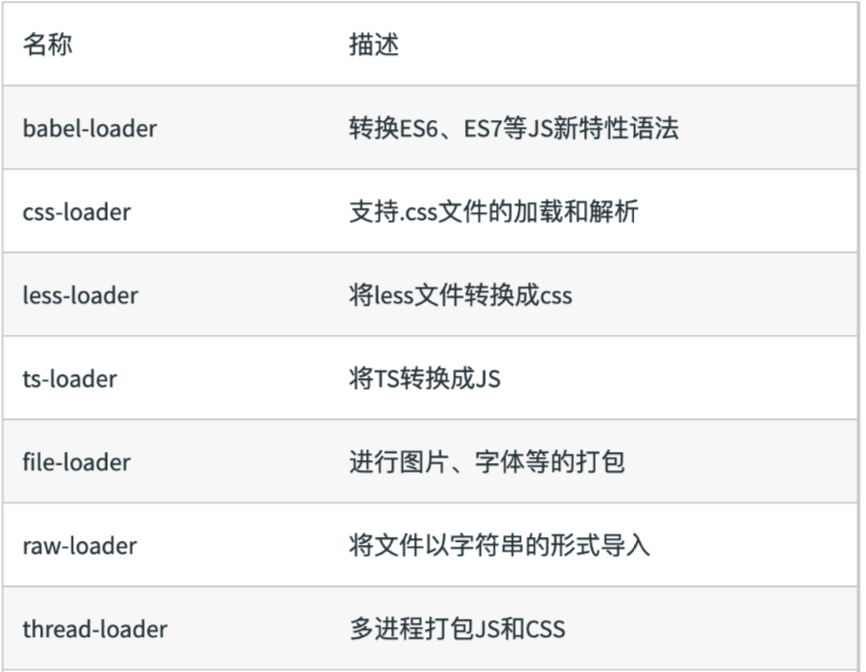 名称 描述
babel-loader 转换ES6、ES7等JS新特性语法
css-loader 支持.css文件的加载和解析
less-loader 将less文件转换成css
ts-loader 将TS转换成JS
file-loader 进行图片、字体等的打包
raw-loader 将文件以字符串的形式导入
thread-loader 多进程打包JS和CSS